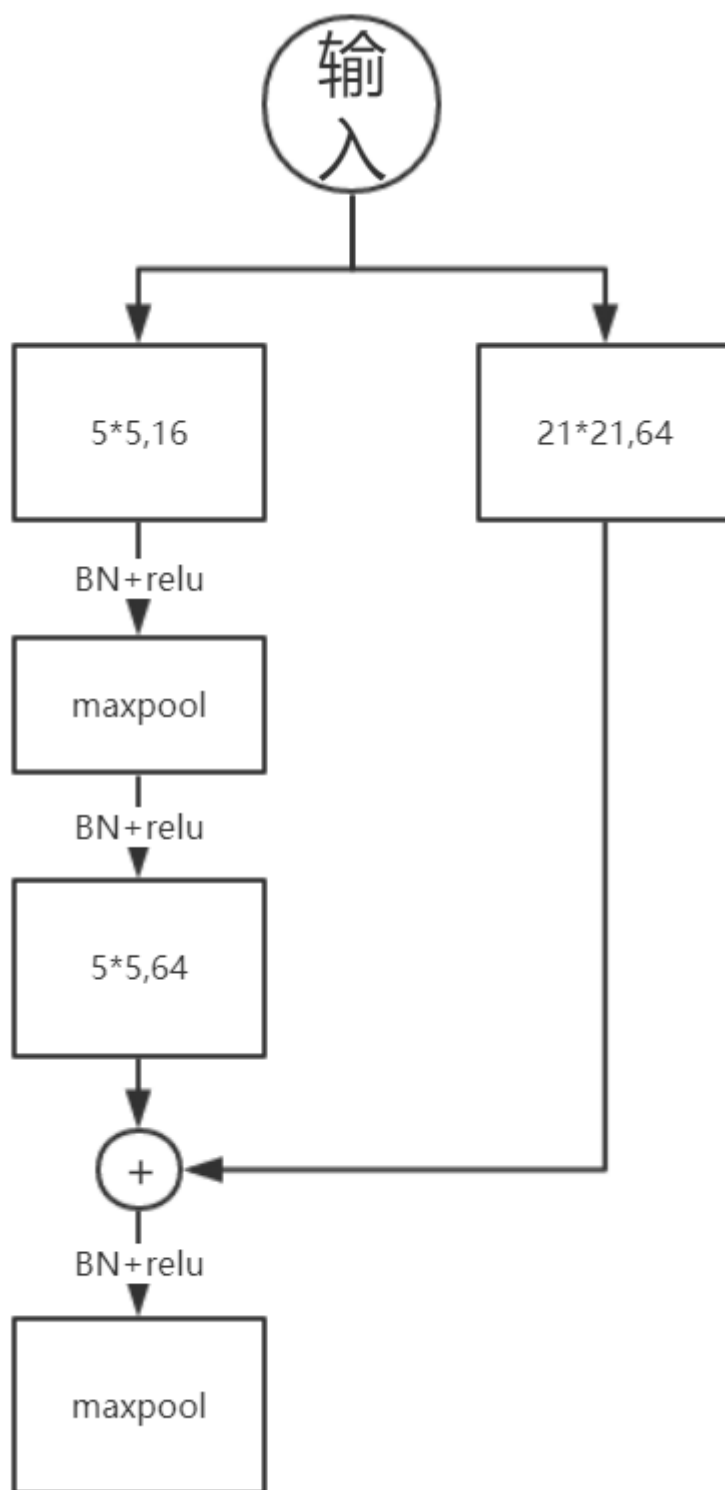 输
入
5*5,16
21*21,64
BN+relu
maxpool
BN+relu
5*5,64
+
BN+relu
maxpool